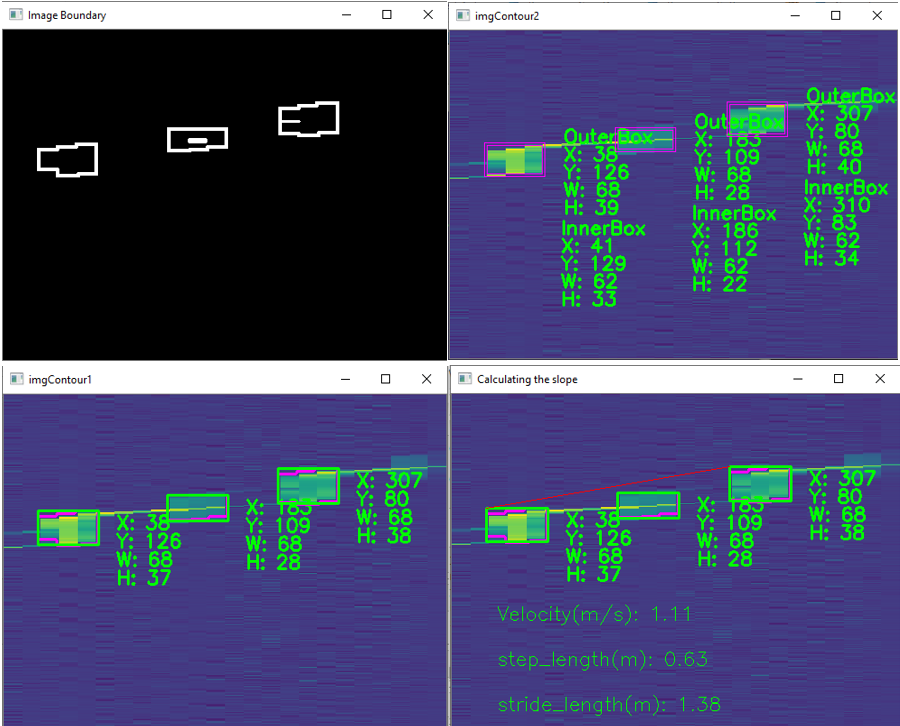 Image Boundary
imgContour2
OuterBox
X: 38
Y: 126
W: 68
H: 39
InnerBox
X: 41
Y: 129
W: 62
H: 33
OuterBox
X: 183
Y: 109
W: 68
H: 28
InnerBox
X: 186
Y: 112
W: 62
H: 22
OuterBox
X: 307
Y: 80
W: 68
H: 40
InnerBox
X: 310
Y: 83
W: 62
H: 34
imgContour1
X: 38
Y: 126
W: 68
H: 37
X: 183
Y: 109
W: 68
H: 28
X: 307
Y: 80
W: 68
H: 38
Calculating the slope
X: 38
Y: 126
W: 68
H: 37
X: 183
Y: 109
W: 68
H: 28
X: 307
Y: 80
W: 68
H: 38
Velocity(m/s): 1.11
step_length(m): 0.63
stride_length(m): 1.38